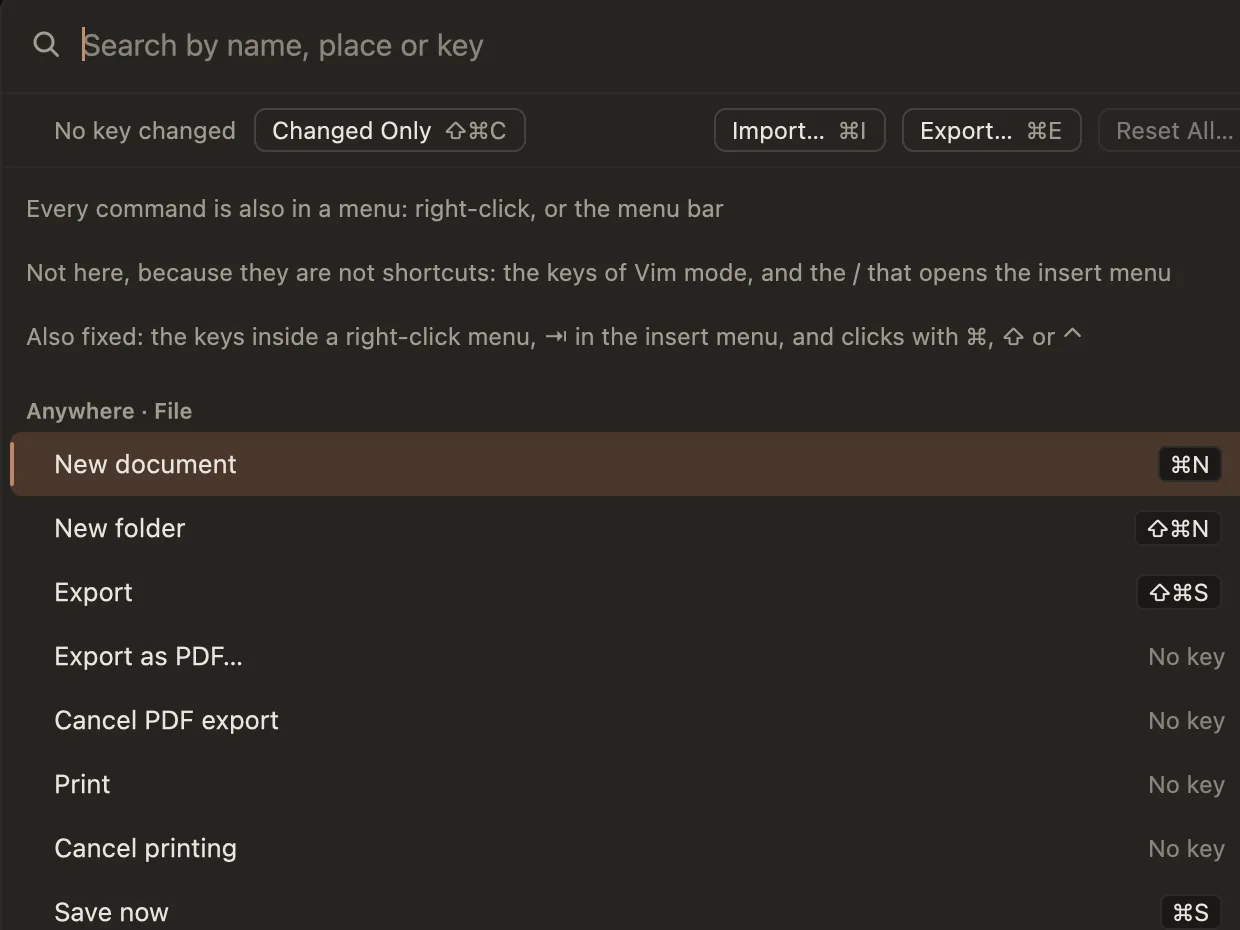 Search by name, place or key
No key changed Changed Only ⇧⌘C Import… ⌘I Export… ⌘E Reset All…
Every command is also in a menu: right-click, or the menu bar
Not here, because they are not shortcuts: the keys of Vim mode, and the / that opens the insert menu
Also fixed: the keys inside a right-click menu, ⇥ in the insert menu, and clicks with ⌘, ⇧ or ⌃
Anywhere · File
New document ⌘N
New folder ⇧⌘N
Export ⇧⌘S
Export as PDF… No key
Cancel PDF export No key
Print No key
Cancel printing No key
Save now ⌘S